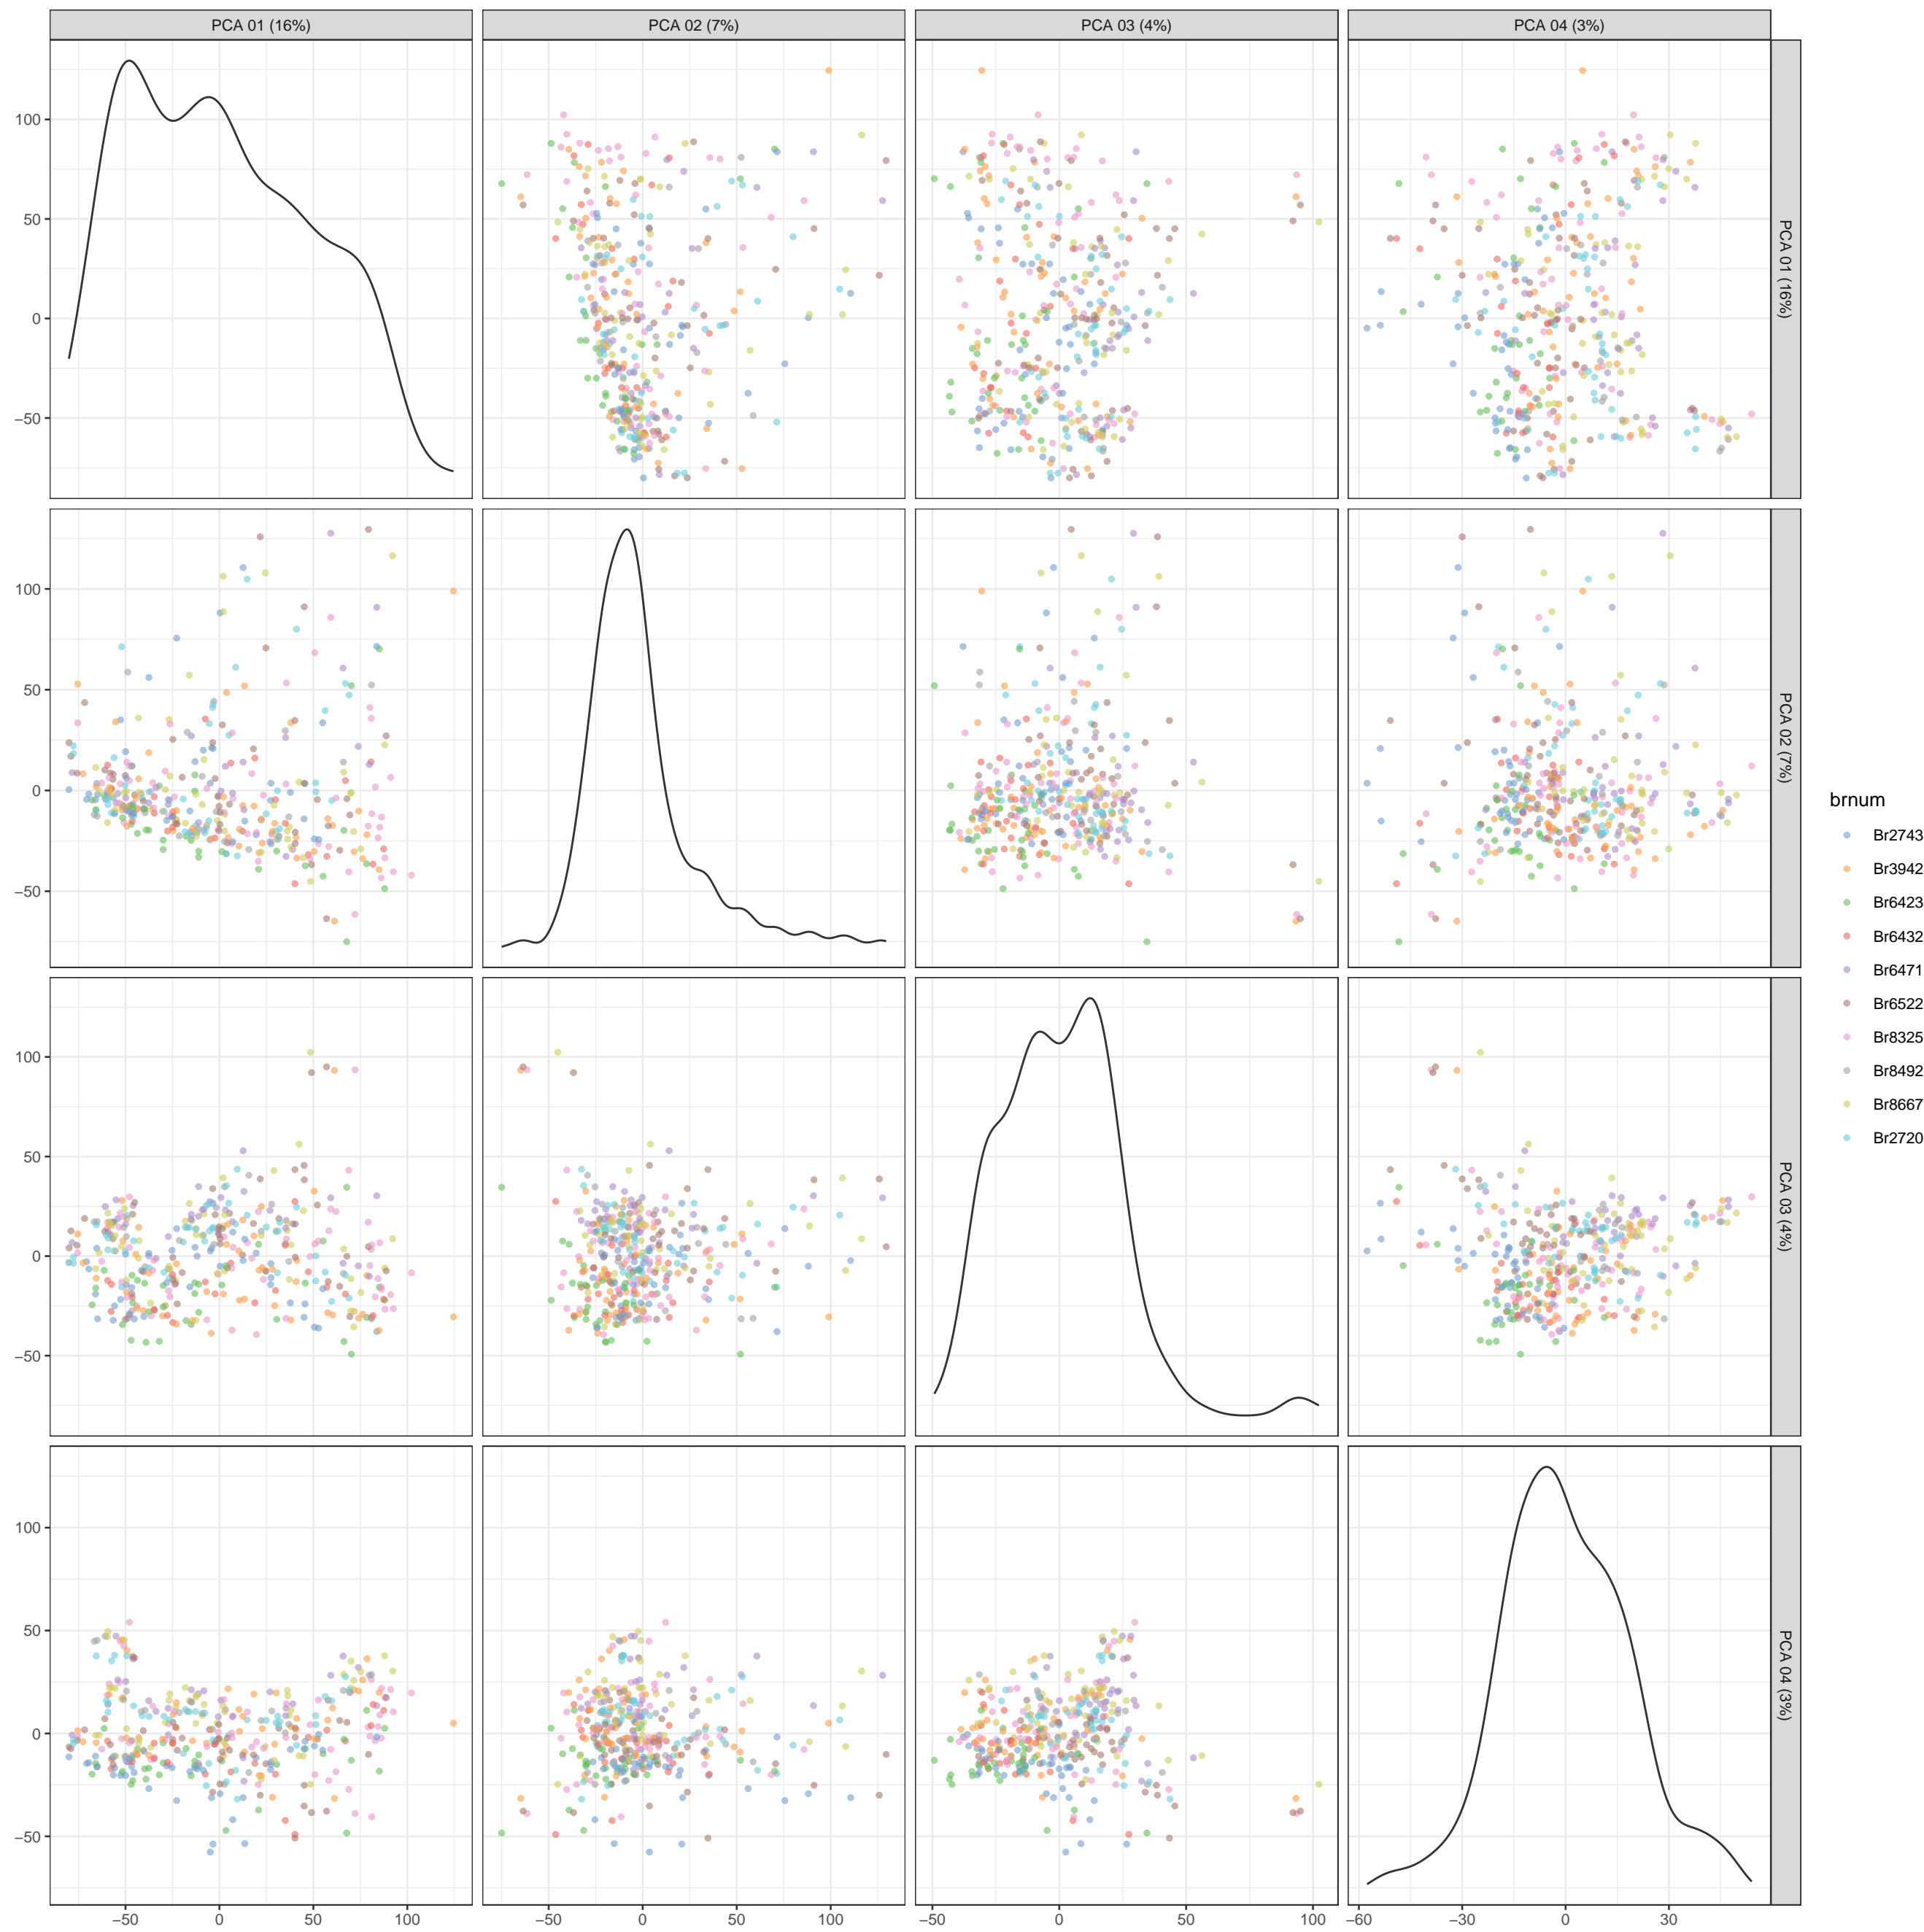 PCA 01 (16%)
PCA 02 (7%)
PCA 03 (4%)
PCA 04 (3%)
100
50
0
−50
PCA 01 (16%)
100
50
0
−50
PCA 02 (7%)
100
50
0
−50
PCA 03 (4%)
100
50
0
−50
PCA 04 (3%)
−50 0 50 100
−50 0 50 100
−50 0 50 100
−60 −30 0 30
brnum
Br2743
Br3942
Br6423
Br6432
Br6471
Br6522
Br8325
Br8492
Br8667
Br2720